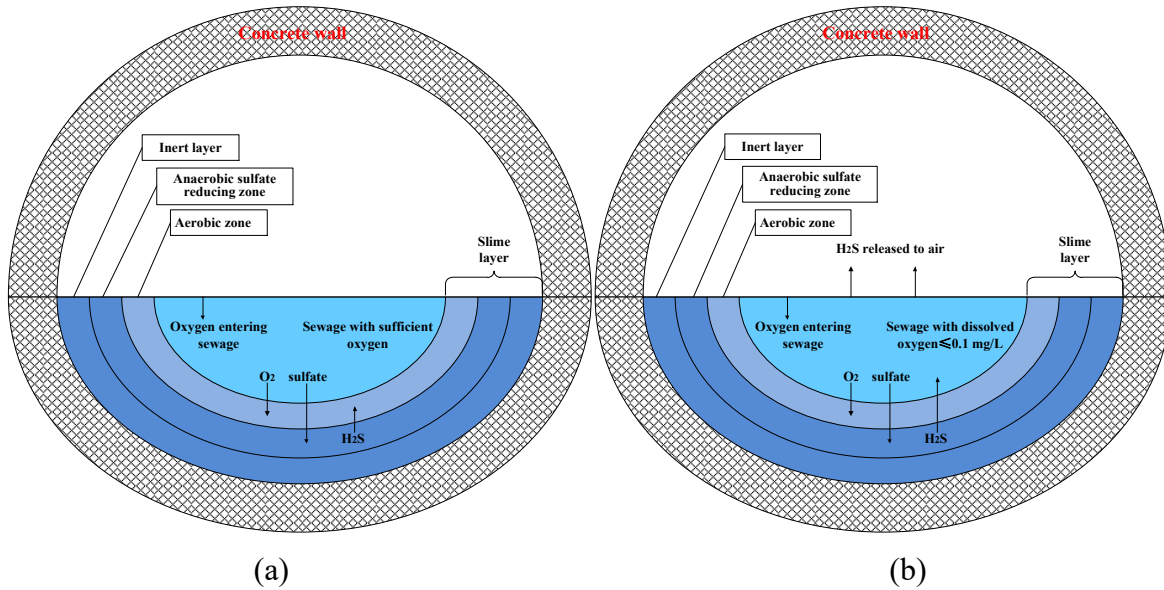 Concrete wall
Inert layer
Anaerobic sulfate
reducing zone
Aerobic zone
Slime
layer
Oxygen entering
sewage
Sewage with sufficient
oxygen
O2 sulfate
H2S
(a)
Concrete wall
Inert layer
Anaerobic sulfate
reducing zone
Aerobic zone
H2S released to air
Slime
layer
Oxygen entering
sewage
Sewage with dissolved
oxygen≤0.1 mg/L
O2 sulfate
H2S
(b)